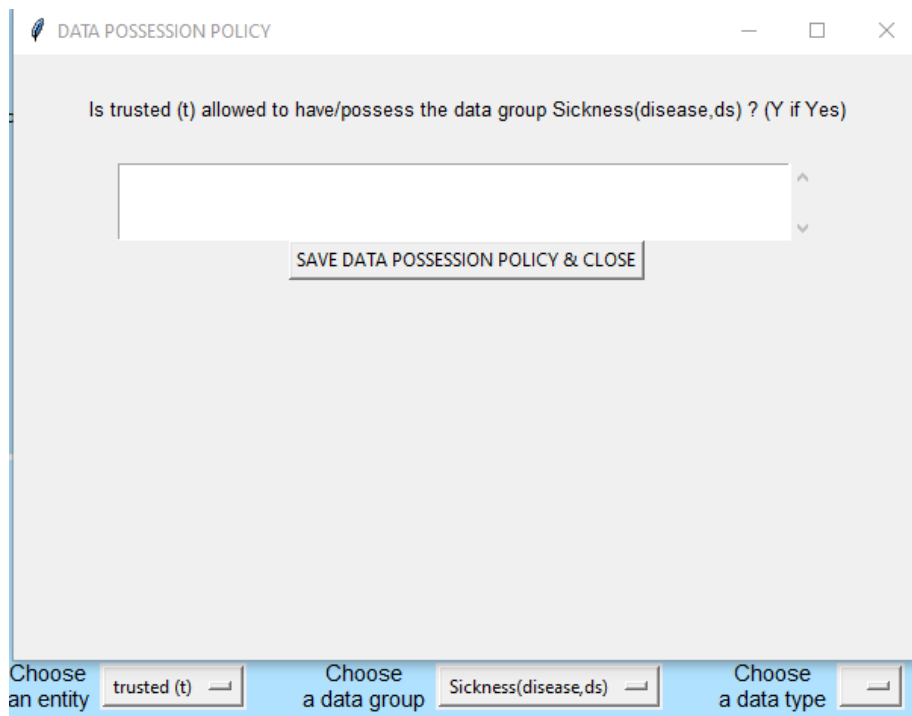 DATA POSSESSION POLICY
Is trusted (t) allowed to have/possess the data group Sickness(disease,ds) ? (Y if Yes)
SAVE DATA POSSESSION POLICY & CLOSE
Choose
an entity
trusted (t)
Choose
a data group
Sickness(disease,ds)
Choose
a data type